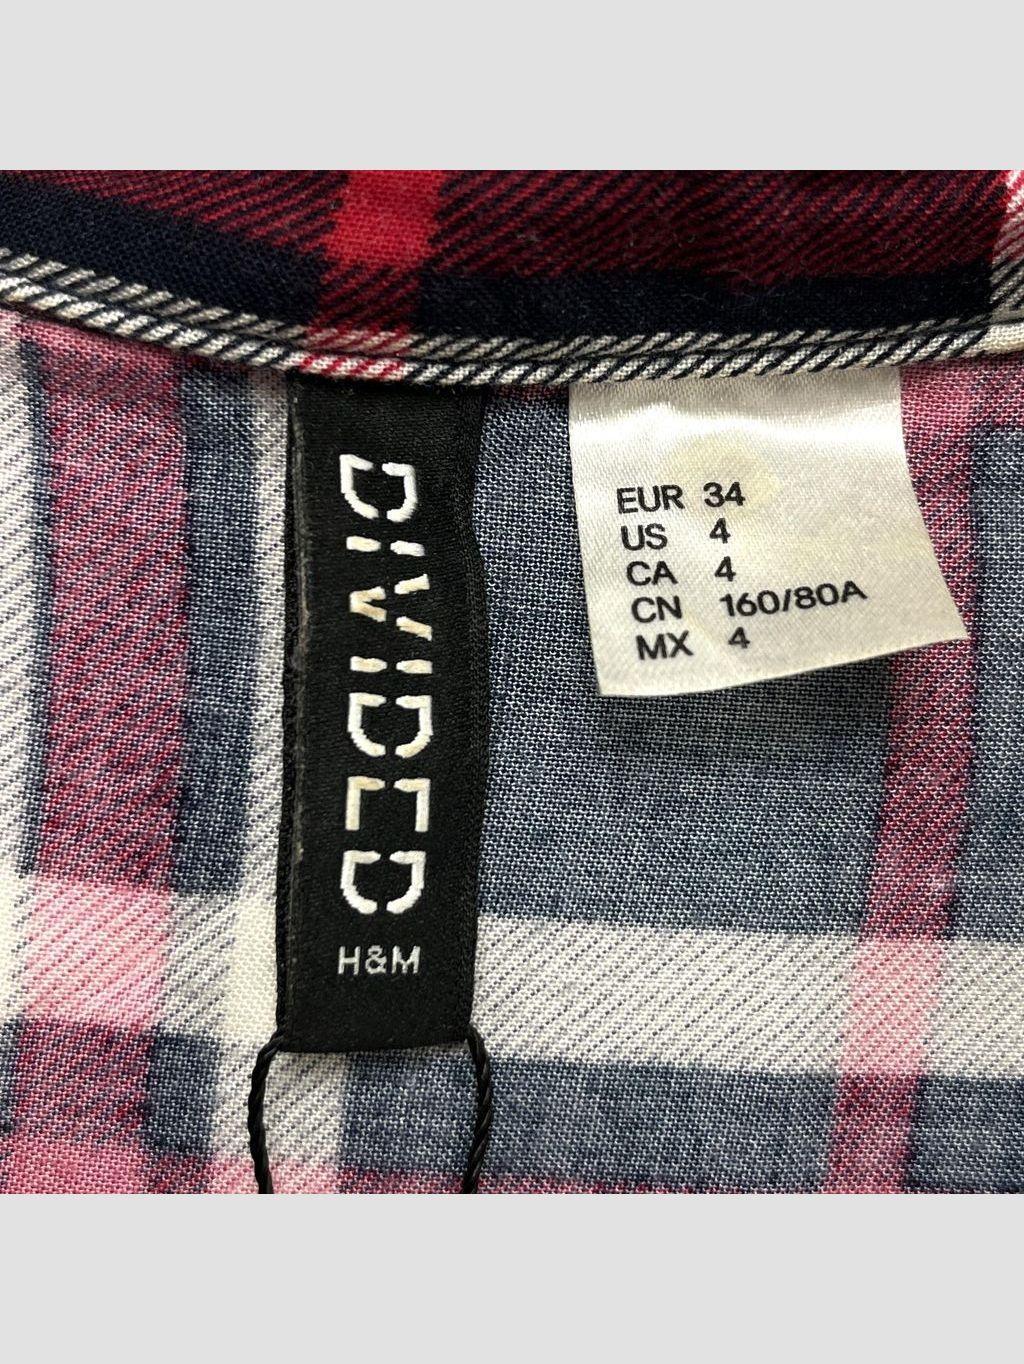 DIVIDED
H&M
EUR 34
US 4
CA 4
CN 160/80A
MX 4